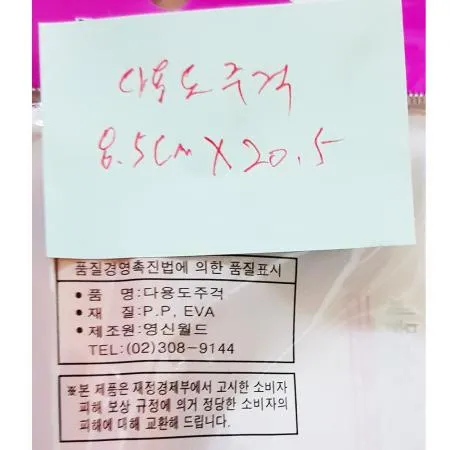 다용도주걱
8.5cm X 20.5
품질경영촉진법에 의한 품질표시
• 품 명:다용도주걱
• 재 질:P.P, EVA
• 제조원:영신월드
TEL:(02)308-9144
※본 제품은 재정경제부에서 고시한 소비자
피해 보상 규정에 의거 정당한 소비자의
피해에 대해 교환해 드립니다.